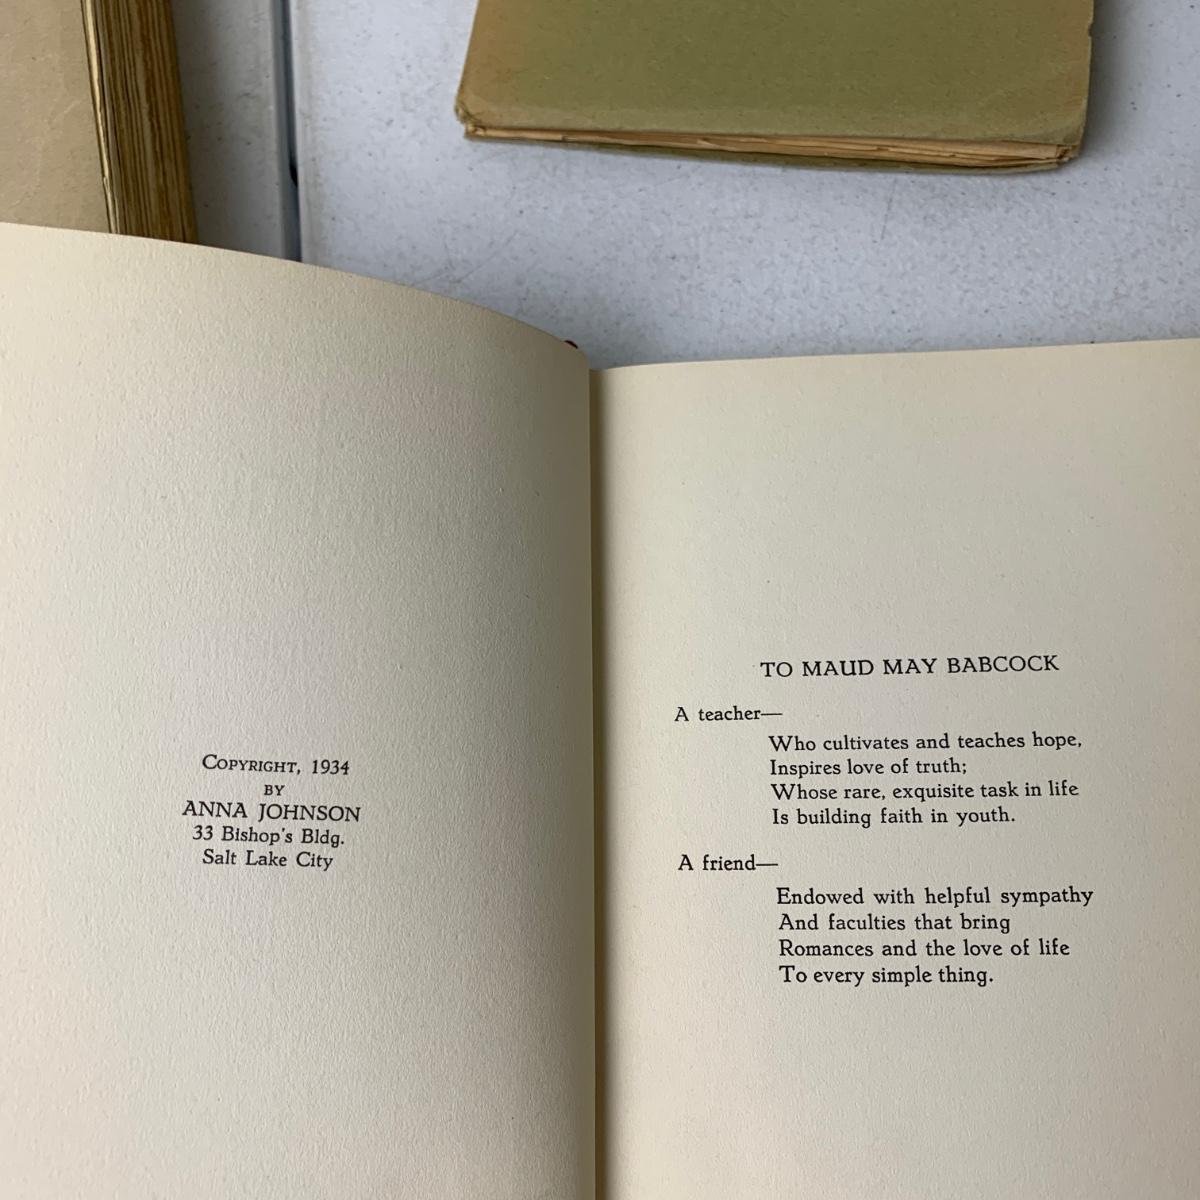 COPYRIGHT, 1934
BY
ANNA JOHNSON
33 Bishop's Bldg.
Salt Lake City
TO MAUD MAY BABCOCK
A teacher—
Who cultivates and teaches hope,
Inspires love of truth;
Whose rare, exquisite task in life
Is building faith in youth.
A friend—
Endowed with helpful sympathy
And faculties that bring
Romances and the love of life
To every simple thing.